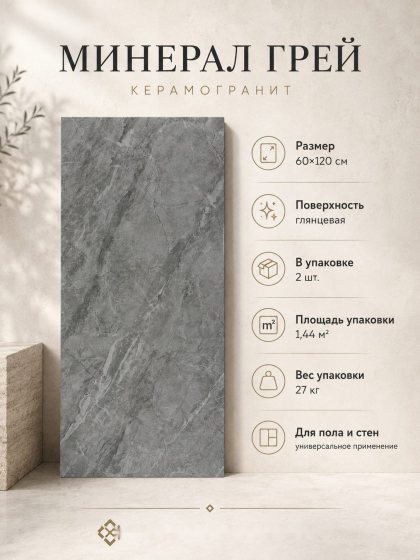 МИНЕРАЛ ГРЕЙ
КЕРАМОГРАНИТ
Размер
60×120 см
Поверхность
глянцевая
В упаковке
2 шт.
Площадь упаковки
m²
1,44 м²
Вес упаковки
27 кг
Для пола и стен
универсальное применение